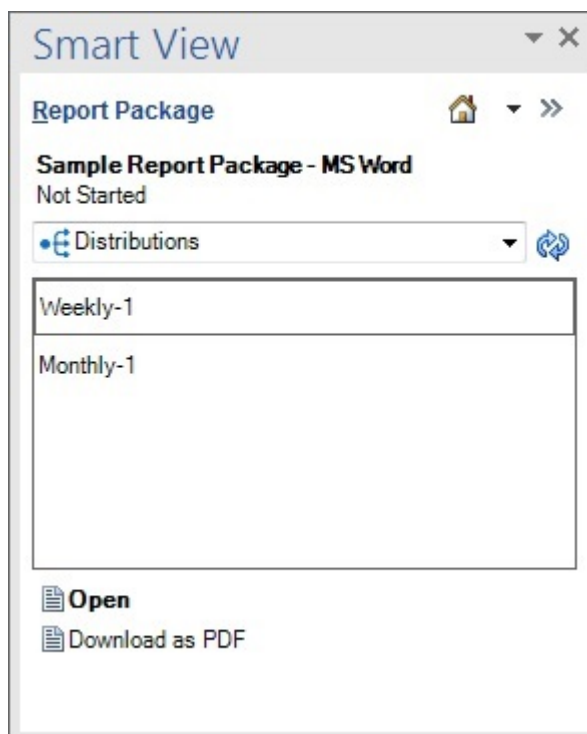 Smart View
Report Package
Sample Report Package - MS Word
Not Started
Distributions
Weekly-1
Monthly-1
Open
Download as PDF